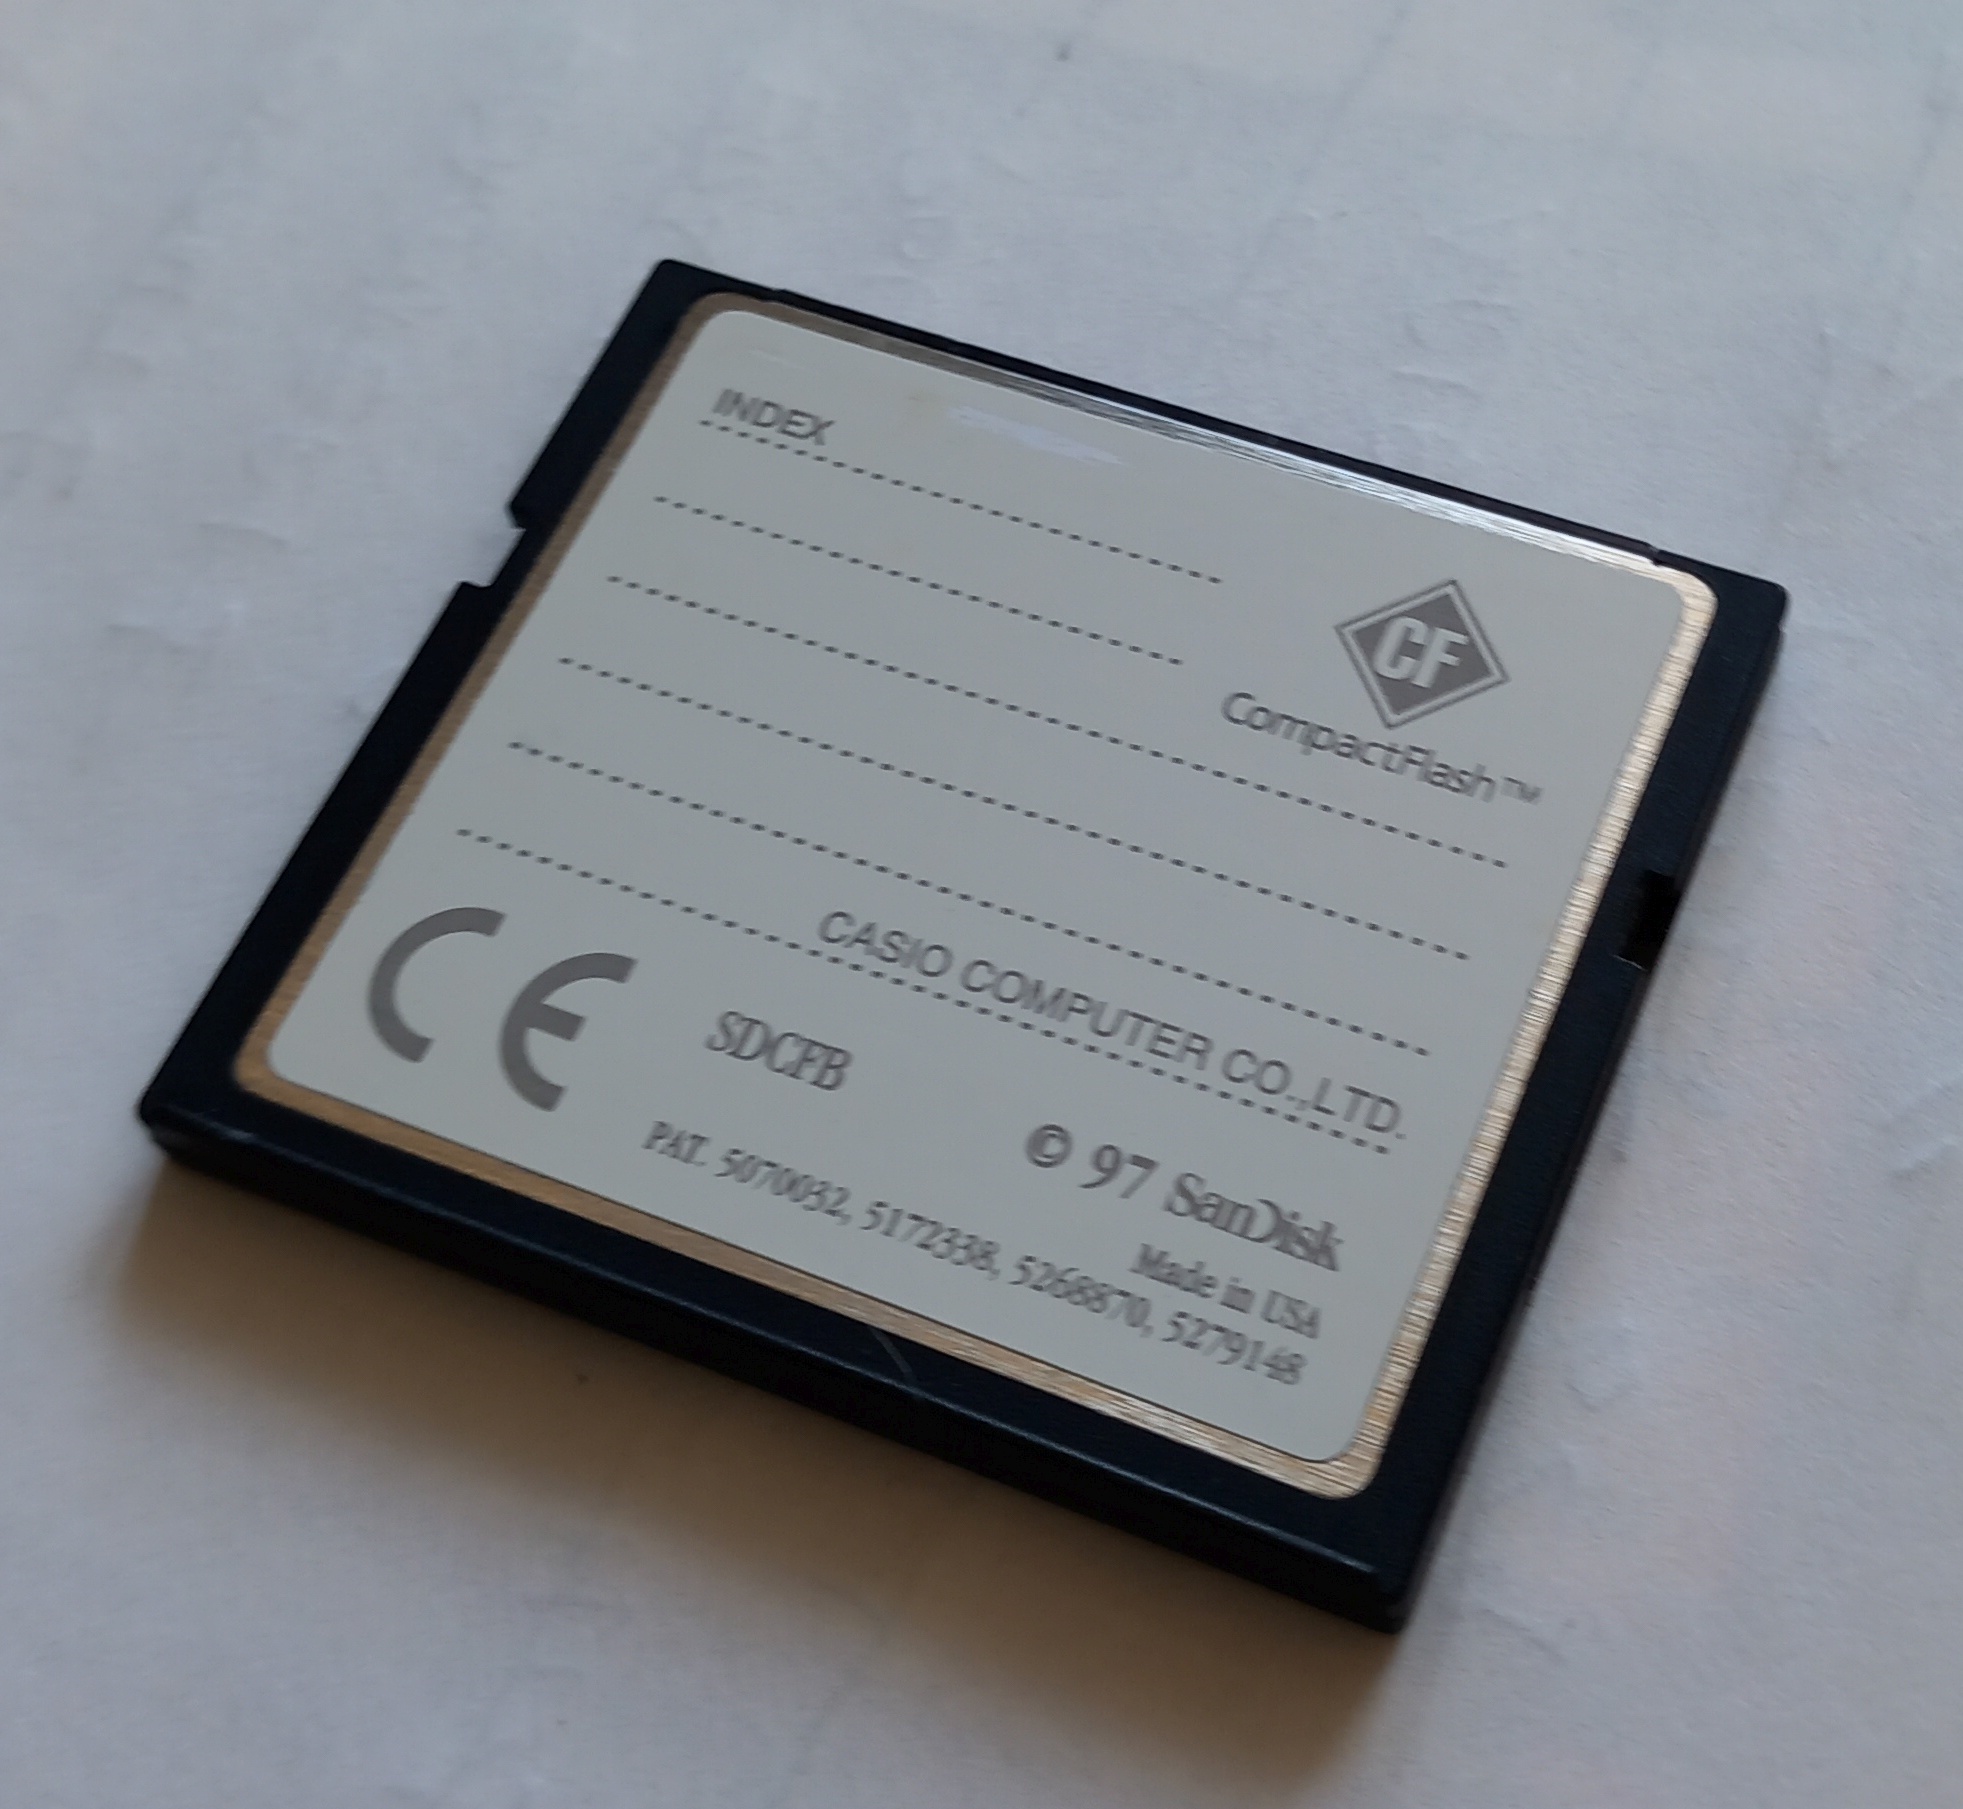 INDEX
CF
CompactFlash™
CASIO COMPUTER CO.,LTD.
CE
SDCFB
© 97 SanDisk
Made in USA
PAT. 5070032, 5172338, 5268870, 5279148